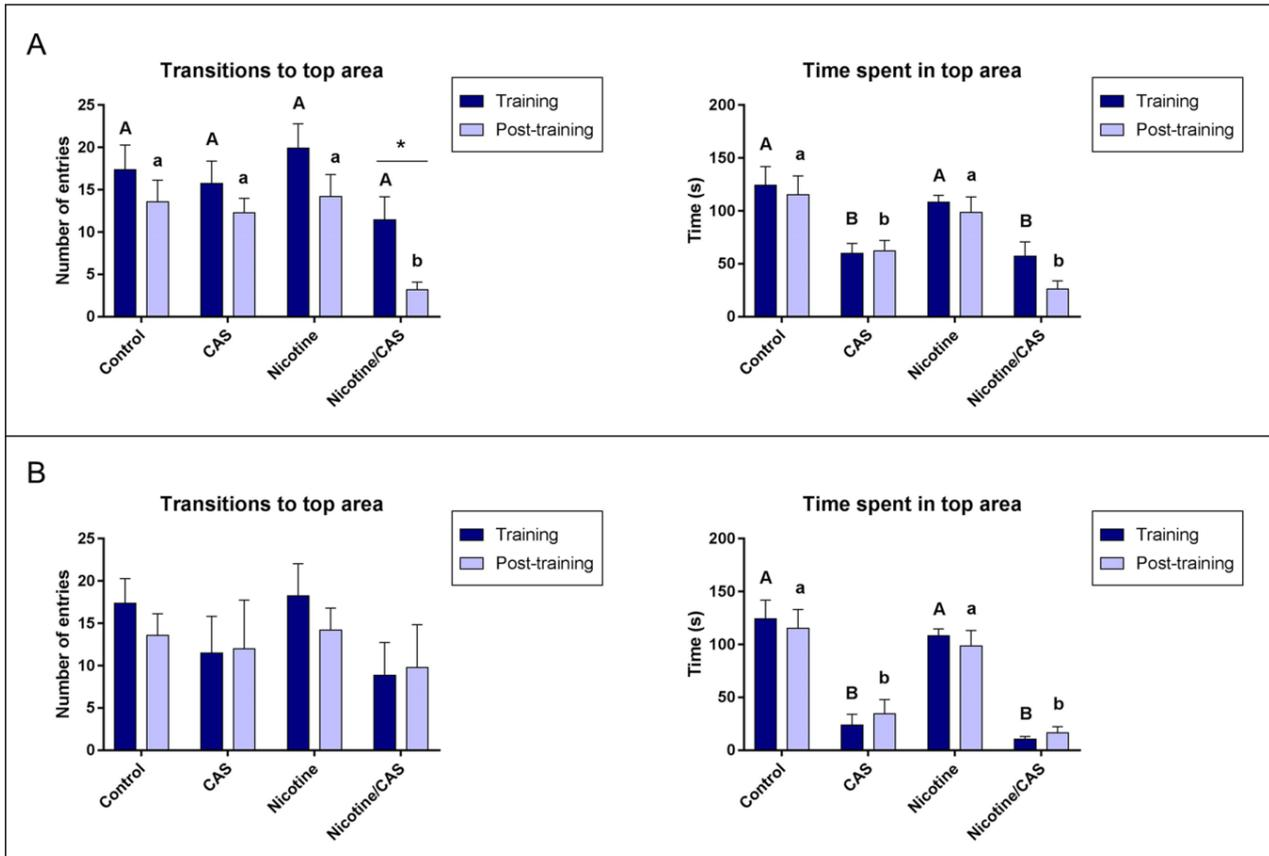 A
Transitions to top area
Training
Post-training
25
20
15
10
5
0
Number of entries
A
a
A
a
A
a
*
A
b
Control
CAS
Nicotine
Nicotine/CAS
Time spent in top area
Training
Post-training
200
150
100
50
0
Time (s)
A
a
B
b
A
a
B
b
Control
CAS
Nicotine
Nicotine/CAS
B
Transitions to top area
Training
Post-training
25
20
15
10
5
0
Number of entries
Control
CAS
Nicotine
Nicotine/CAS
Time spent in top area
Training
Post-training
200
150
100
50
0
Time (s)
A
a
B
b
A
a
B
b
Control
CAS
Nicotine
Nicotine/CAS